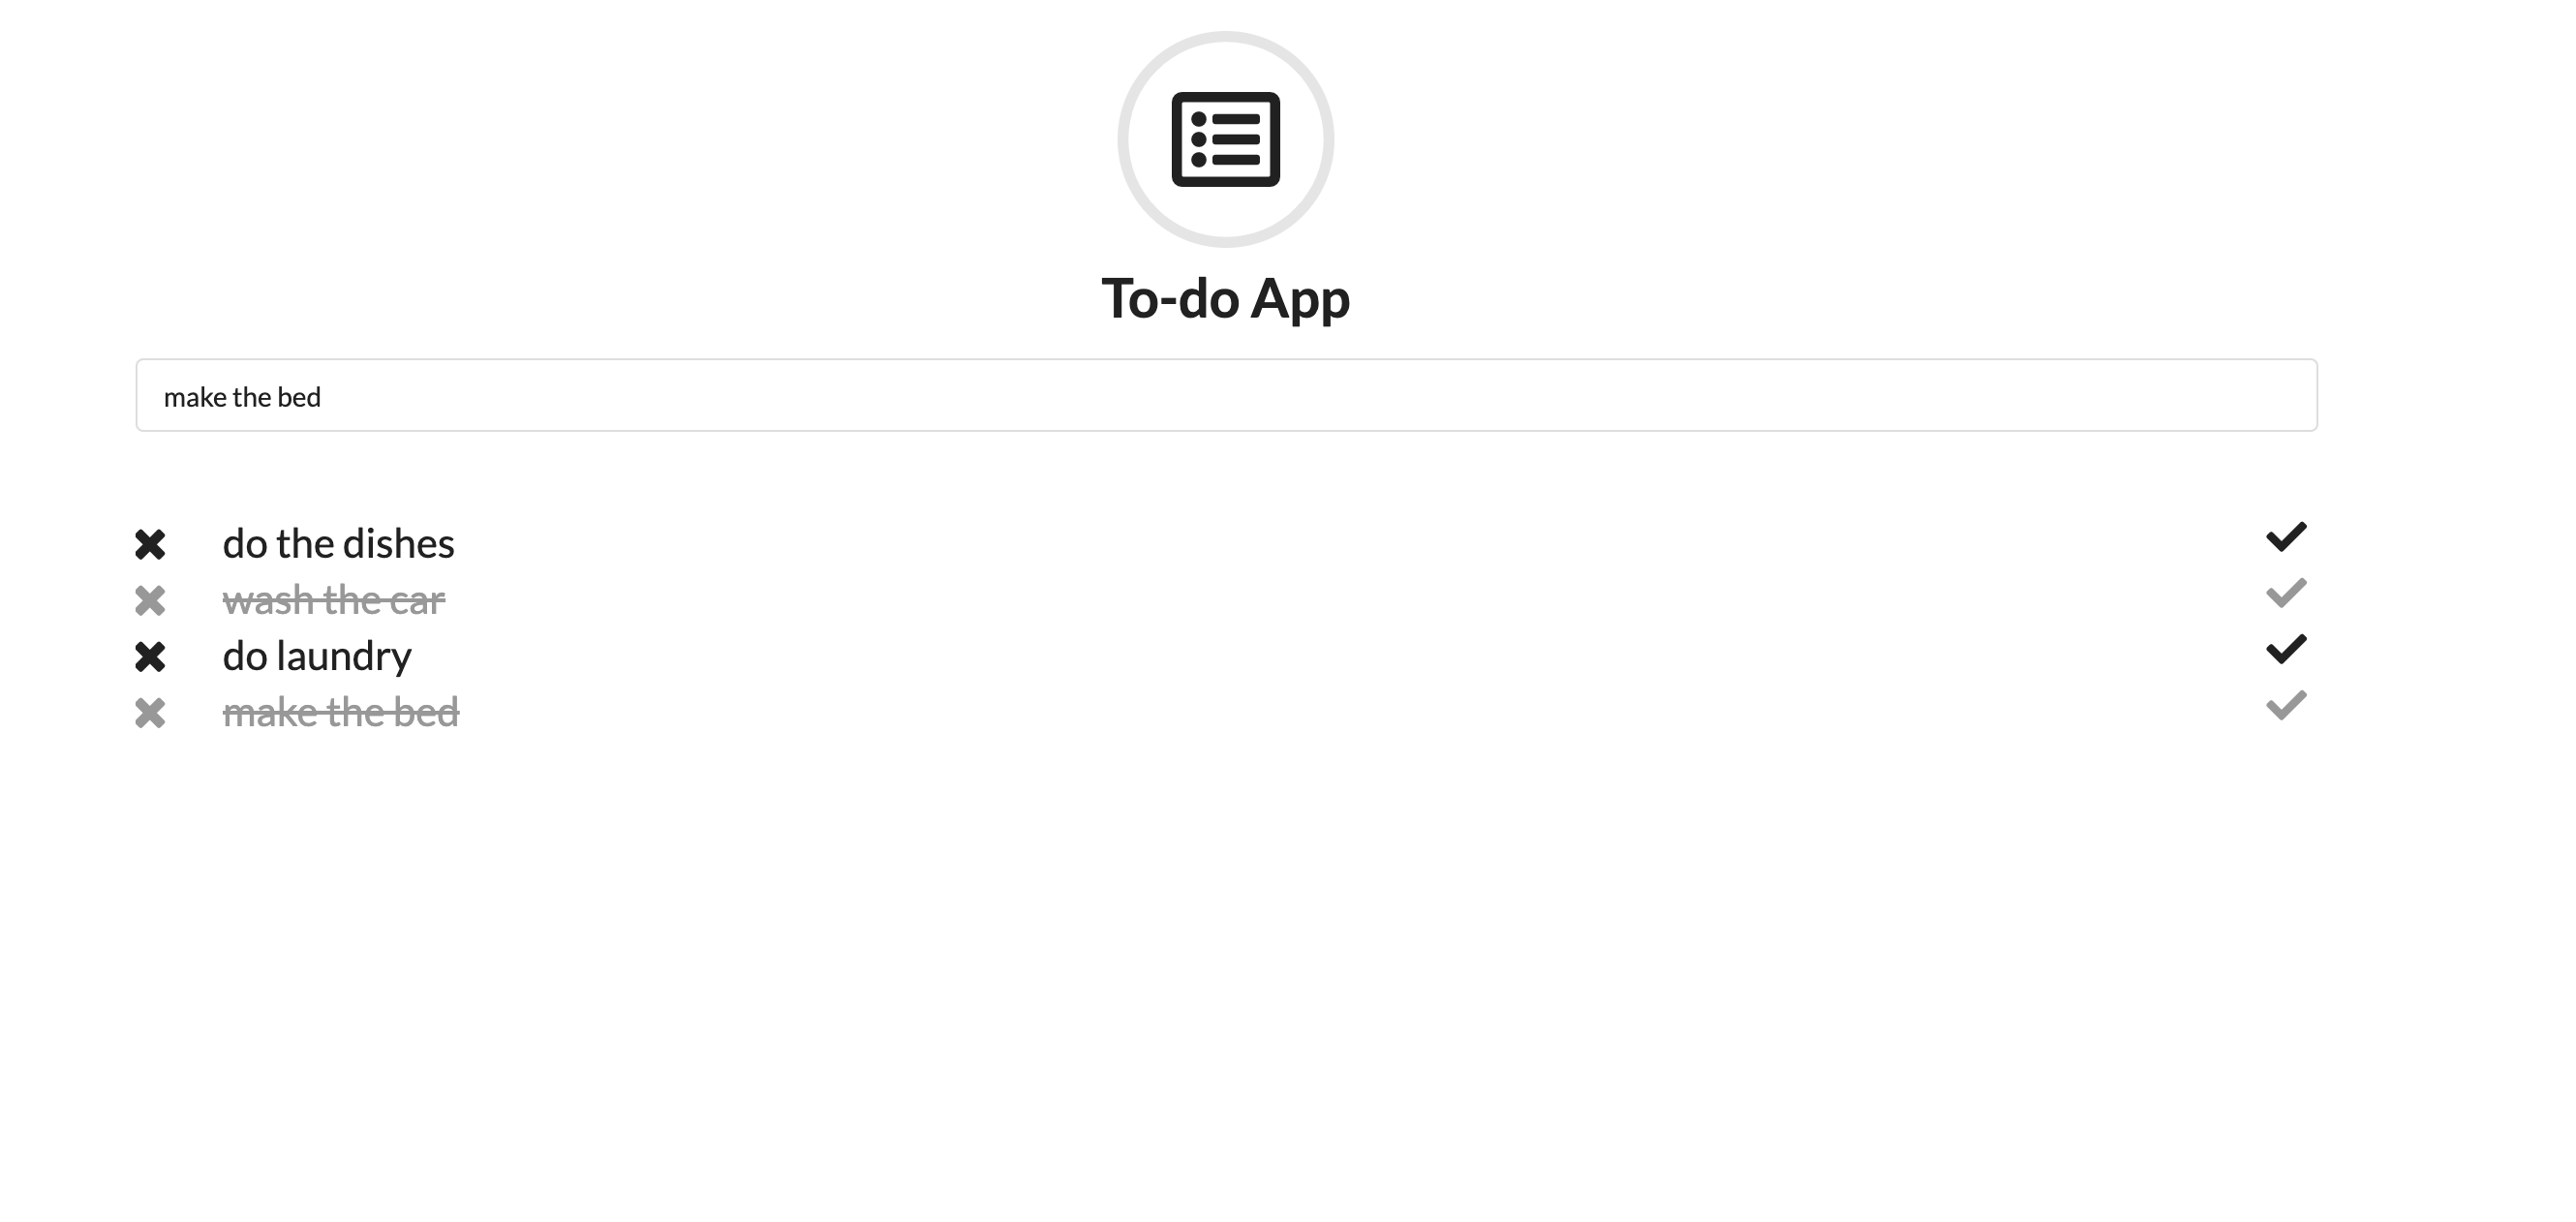 To-do App
make the bed
do the dishes
wash the car
do laundry
make the bed